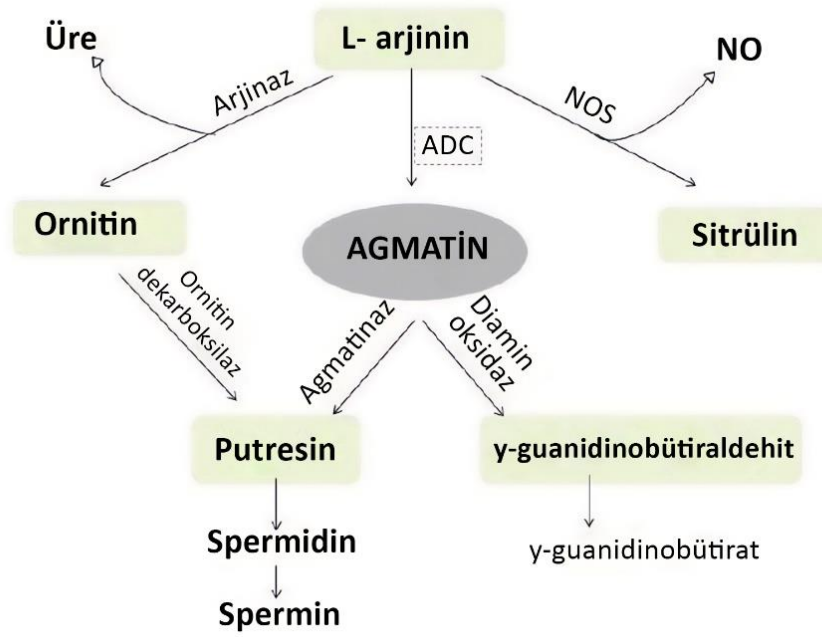 Üre
L- arjinin
NO
Arjinaz
NOS
ADC
Ornitin
AGMATİN
Sitrülin
Ornitin
dekarboksilaz
Agmatinaz
Diamin
oksidaz
Putresin
y-guanidinobütiraldehit
Spermidin
y-guanidinobütirat
Spermin